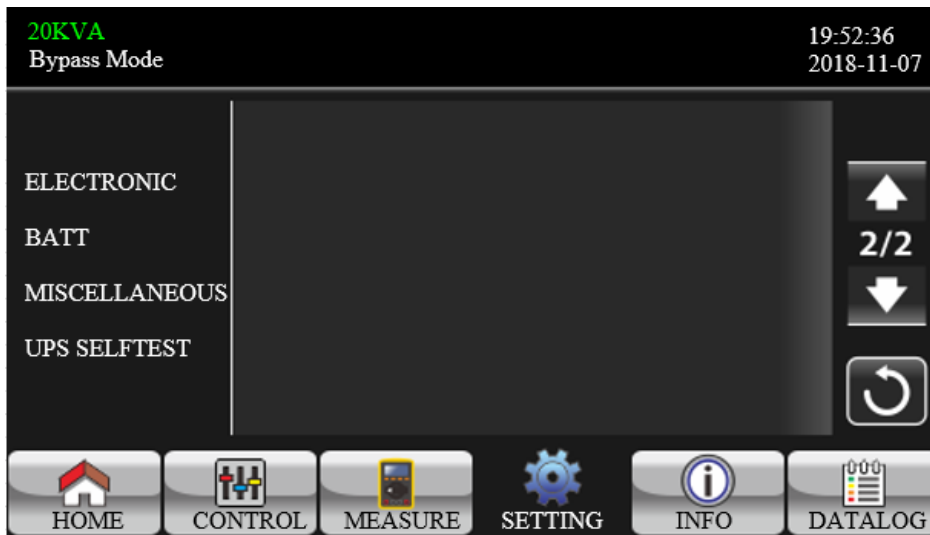 20KVA
Bypass Mode
19:52:36
2018-11-07
ELECTRONIC
BATT
MISCELLANEOUS
UPS SELFTEST
2/2
HOME
CONTROL
MEASURE
SETTING
INFO
DATALOG